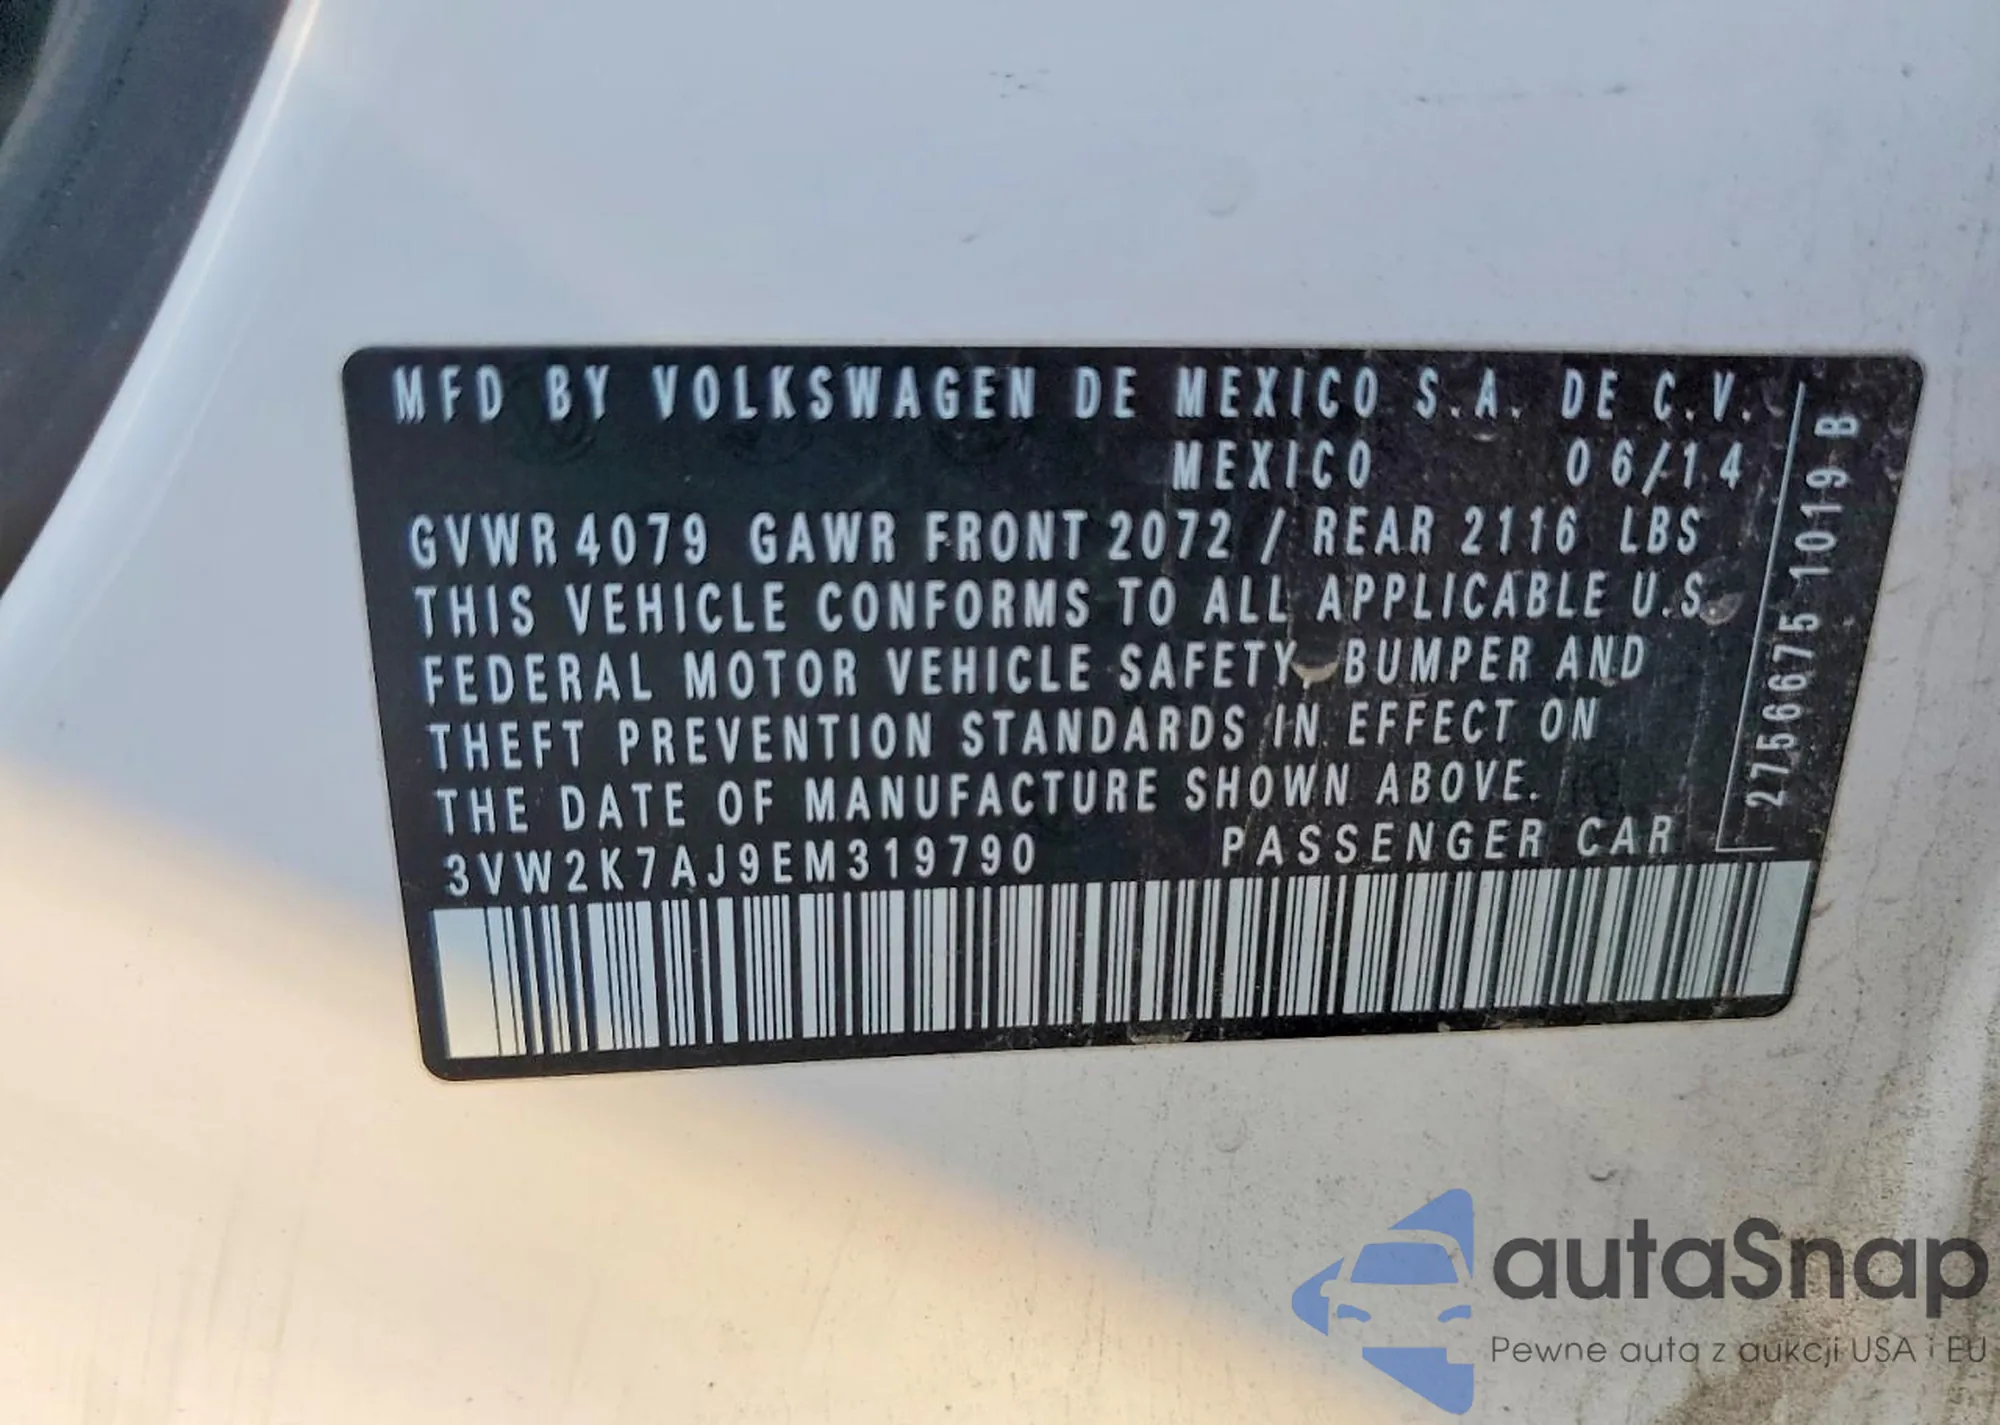 MFD BY VOLKSWAGEN DE MEXICO S.A. DE C.V.
MEXICO 06/14
GVWR 4079 GAWR FRONT 2072 / REAR 2116 LBS
THIS VEHICLE CONFORMS TO ALL APPLICABLE U.S.
FEDERAL MOTOR VEHICLE SAFETY, BUMPER AND
THEFT PREVENTION STANDARDS IN EFFECT ON
THE DATE OF MANUFACTURE SHOWN ABOVE.
3VW2K7AJ9EM319790 PASSENGER CAR
27566675 1019 B
autaSnap
Pewne auta z aukcji USA i EU